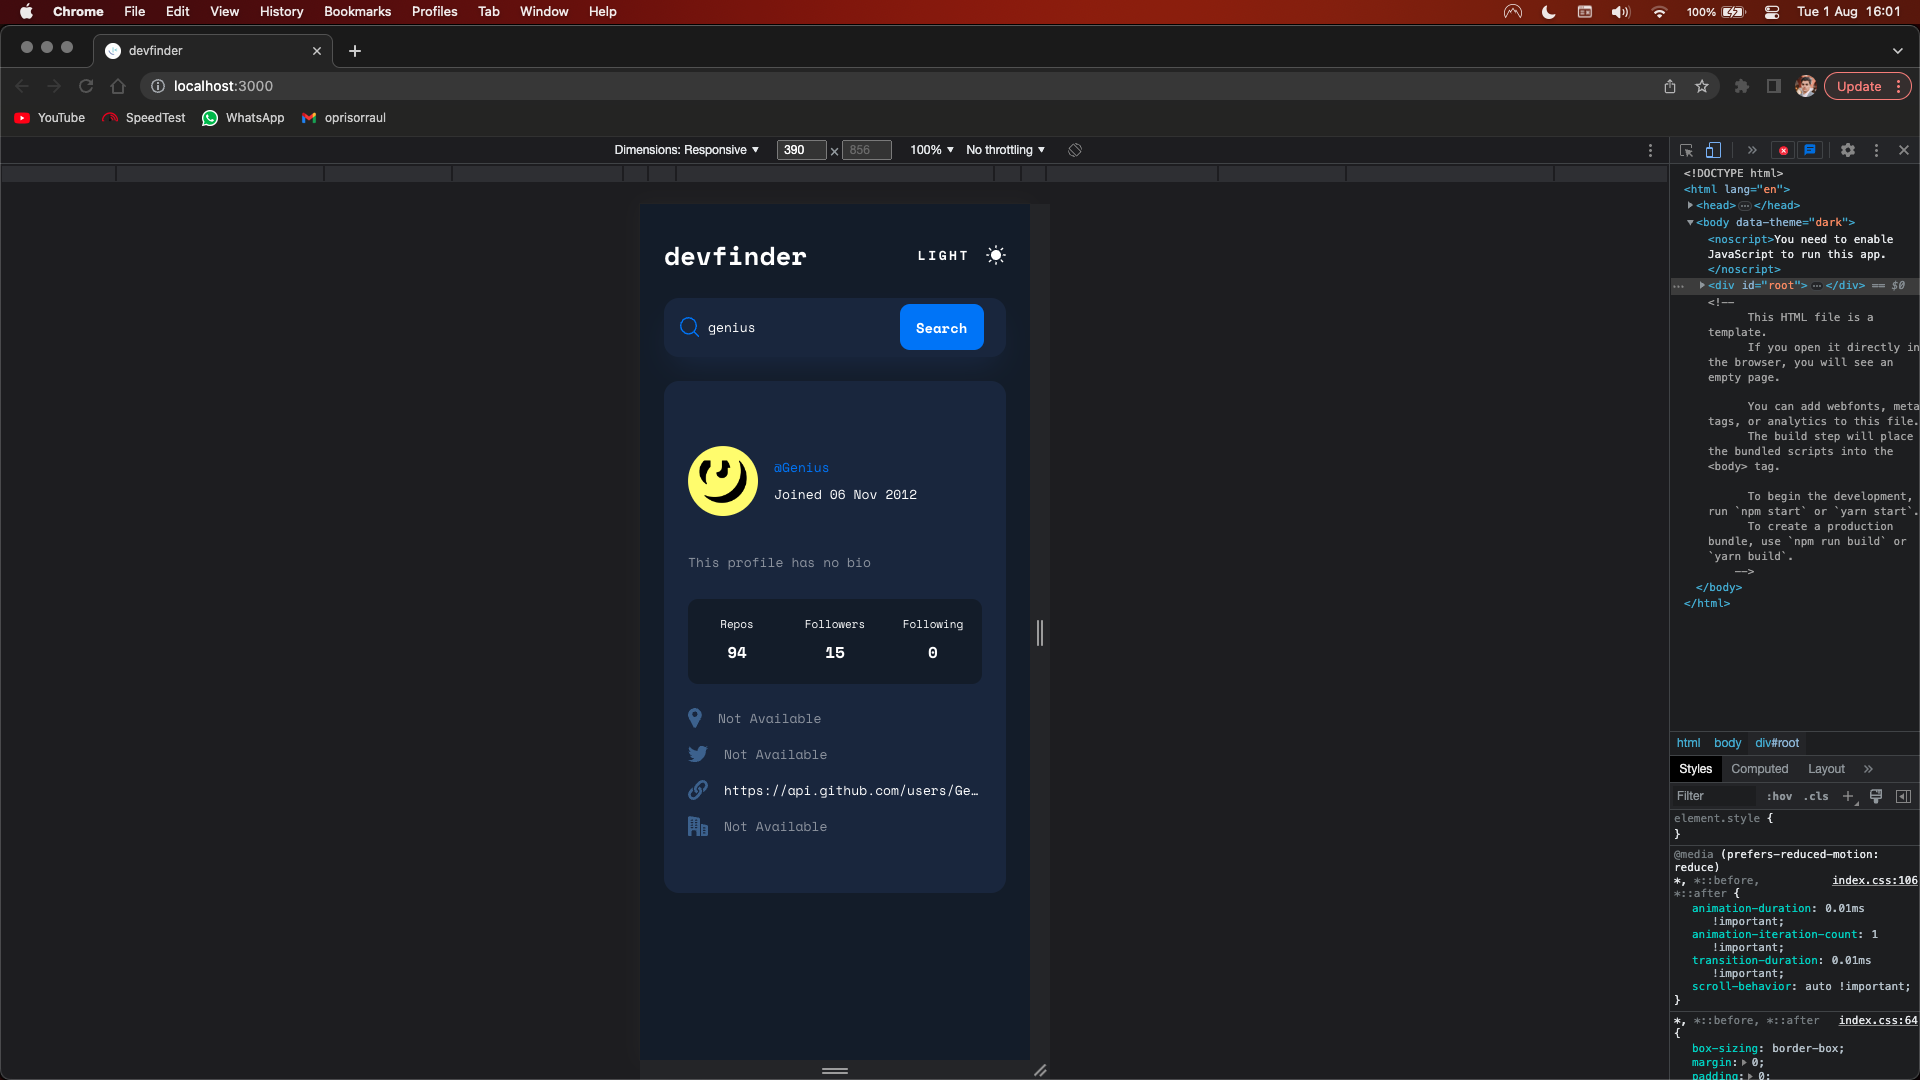 Chrome File Edit View History Bookmarks Profiles Tab Window Help 100% Tue 1 Aug 16:01
devfinder
localhost:3000 Update
YouTube SpeedTest WhatsApp oprisorraul
Dimensions: Responsive 390 × 856 100% No throttling
devfinder LIGHT
genius Search
@Genius
Joined 06 Nov 2012
This profile has no bio
Repos Followers Following
94 15 0
Not Available
Not Available
https://api.github.com/users/Ge…
Not Available
<!DOCTYPE html>
<html lang="en">
<head> … </head>
<body data-theme="dark">
<noscript>You need to enable
JavaScript to run this app.
</noscript>
… <div id="root"> … </div> == $0
<!--
This HTML file is a
template.
If you open it directly in
the browser, you will see an
empty page.
You can add webfonts, meta
tags, or analytics to this file.
The build step will place
the bundled scripts into the
<body> tag.
To begin the development,
run `npm start` or `yarn start`.
To create a production
bundle, use `npm run build` or
`yarn build`.
-->
</body>
</html>
html body div#root
Styles Computed Layout »
Filter :hov .cls
element.style {
}
@media (prefers-reduced-motion:
reduce)
*, *::before, index.css:106
*::after {
animation-duration: 0.01ms
!important;
animation-iteration-count: 1
!important;
transition-duration: 0.01ms
!important;
scroll-behavior: auto !important;
}
*, *::before, *::after index.css:64
{
box-sizing: border-box;
margin: 0;
padding: 0;